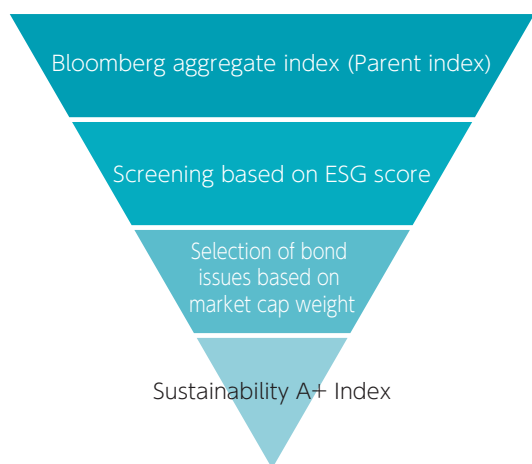 Bloomberg aggregate index (Parent index)
Screening based on ESG score
Selection of bond
issues based on
market cap weight
Sustainability A+ Index